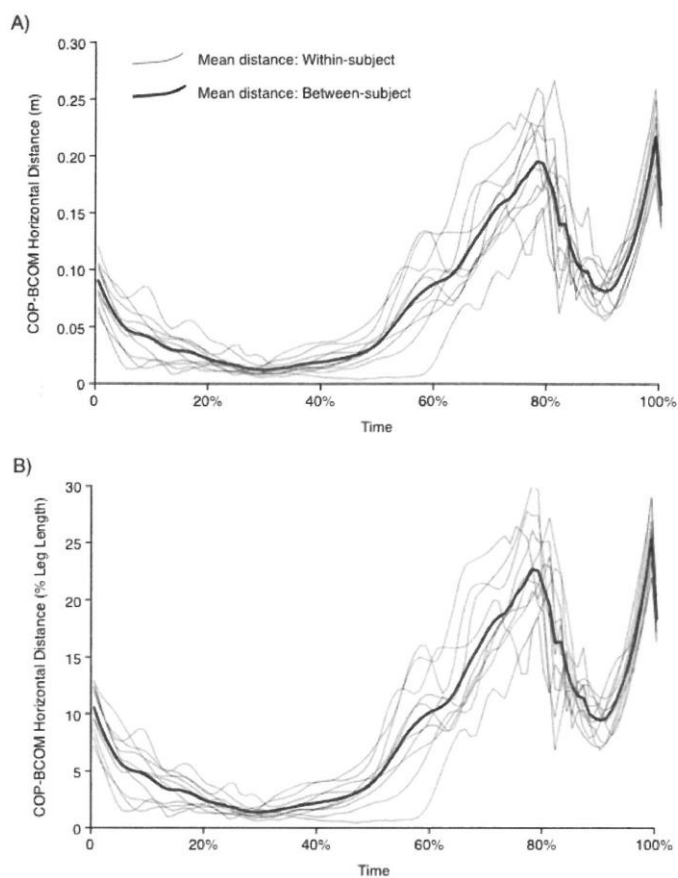 A)
0.30
0.25
0.20
0.15
0.10
0.05
0
COP-BCOM Horizontal Distance (m)
Mean distance: Within-subject
Mean distance: Between-subject
0 20% 40% 60% 80% 100%
Time
B)
30
25
20
15
10
5
0
COP-BCOM Horizontal Distance (% Leg Length)
0 20% 40% 60% 80% 100%
Time